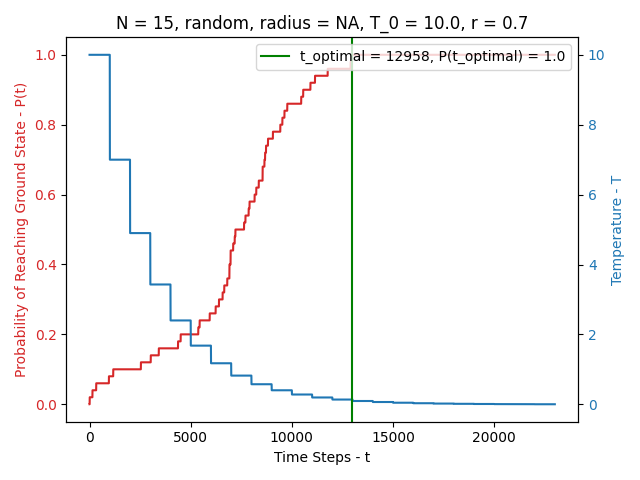 N = 15, random, radius = NA, T_0 = 10.0, r = 0.7
t_optimal = 12958, P(t_optimal) = 1.0
Probability of Reaching Ground State - P(t)
1.0
0.8
0.6
0.4
0.2
0.0
10
8
6
4
2
0
Temperature - T
0 5000 10000 15000 20000
Time Steps - t